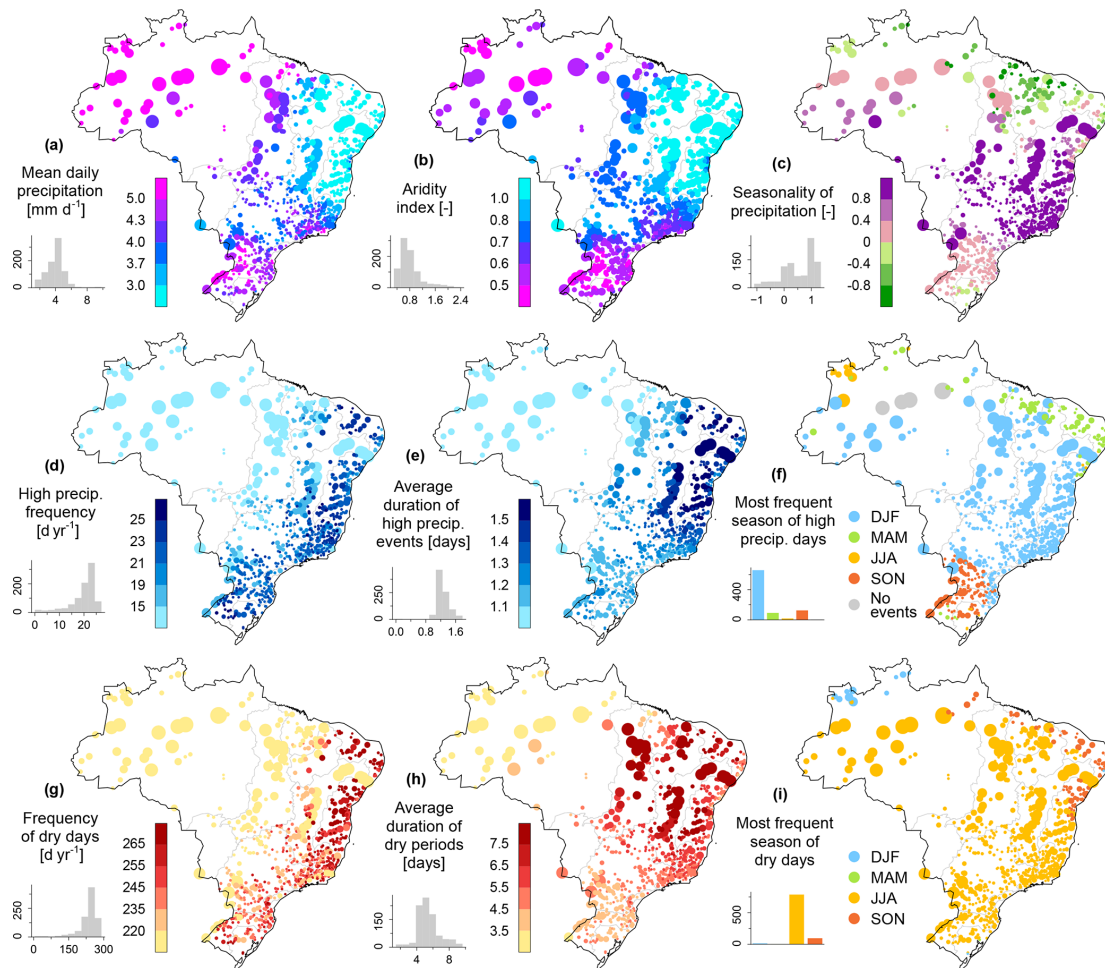 (a)
Mean daily
precipitation
[mm d⁻¹]
5.0
4.3
4.0
3.7
3.0
0 200
4 8
(b)
Aridity
index [-]
1.0
0.8
0.7
0.6
0.5
0 200
0.4 1.0 1.8 2.4
(c)
Seasonality of
precipitation [-]
0.8
0.4
0
-0.4
-0.8
0 150
-1 0 1
(d)
High precip.
frequency
[d yr⁻¹]
25
23
21
19
15
0 200
0 10 20
(e)
Average
duration of
high precip.
events [days]
1.5
1.4
1.3
1.2
1.1
0 250
0.0 0.8 1.6
(f)
Most frequent
season of high
precip. days
DJF
MAM
JJA
SON
No
events
0 400
(g)
Frequency
of dry days
[d yr⁻¹]
265
255
245
235
220
0 250
0 150 300
(h)
Average
duration of
dry periods
[days]
7.5
6.5
5.5
4.5
3.5
0 150
4 8
(i)
Most frequent
season of
dry days
DJF
MAM
JJA
SON
0 500